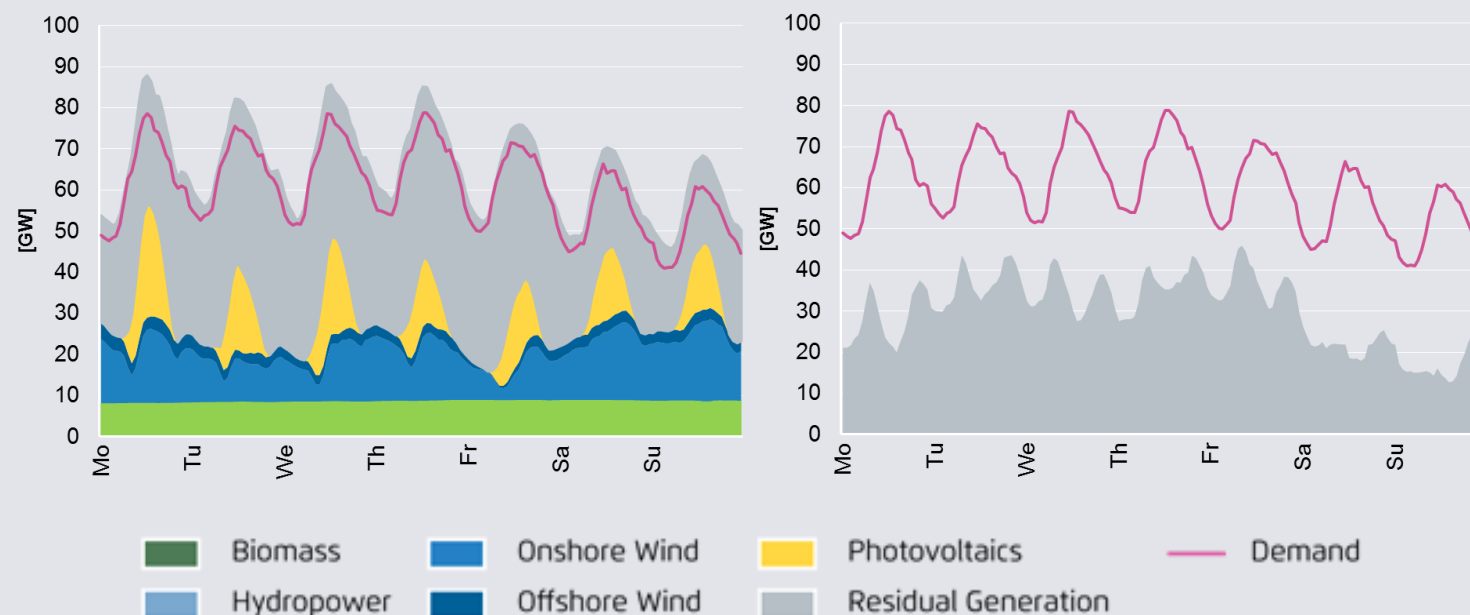 100
90
80
70
60
50
40
30
20
10
0
[GW]
Mo
Tu
We
Th
Fr
Sa
Su
100
90
80
70
60
50
40
30
20
10
0
[GW]
Mo
Tu
We
Th
Fr
Sa
Su
Biomass
Onshore Wind
Photovoltaics
Demand
Hydropower
Offshore Wind
Residual Generation